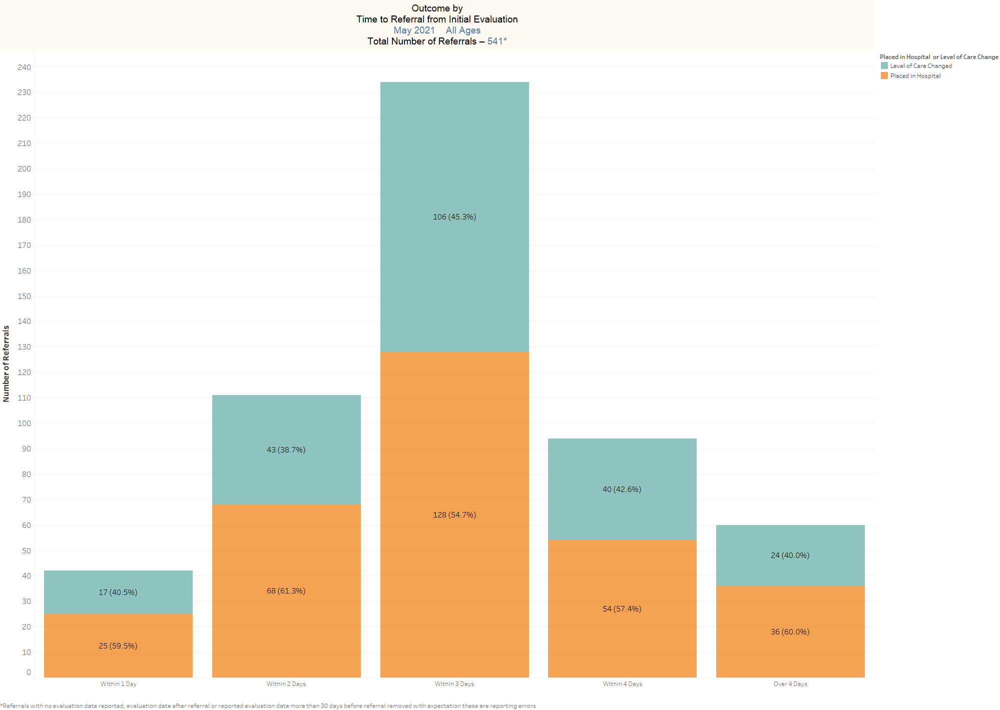 Outcome by
Time to Referral from Initial Evaluation
May 2021 All Ages
Total Number of Referrals – 541*
Placed in Hospital or Level of Care Change
Level of Care Changed
Placed in Hospital
Number of Referrals
240
230
220
210
200
190
180
170
160
150
140
130
120
110
100
90
80
70
60
50
40
30
20
10
0
17 (40.5%)
25 (59.5%)
43 (38.7%)
68 (61.3%)
106 (45.3%)
128 (54.7%)
40 (42.6%)
54 (57.4%)
24 (40.0%)
36 (60.0%)
Within 1 Day
Within 2 Days
Within 3 Days
Within 4 Days
Over 4 Days
*Referrals with no evaluation date reported, evaluation date after referral or reported evaluation date more than 30 days before referral removed with expectation these are reporting errors